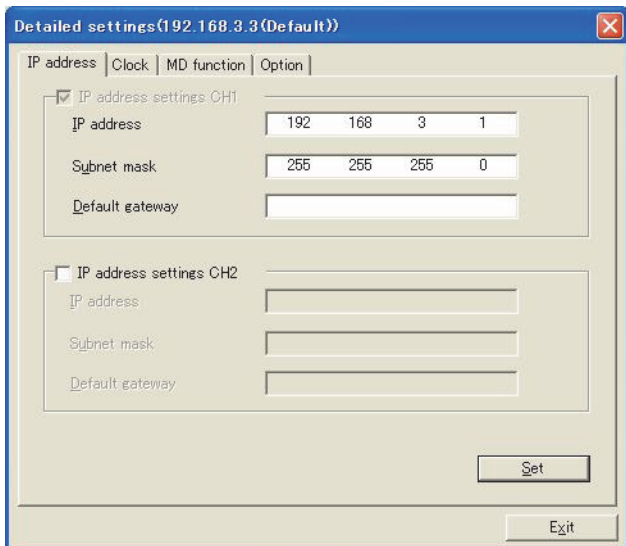 Detailed settings(192.168.3.3(Default))
IP address Clock MD function Option
IP address settings CH1
IP address 192 168 3 1
Subnet mask 255 255 255 0
Default gateway
IP address settings CH2
IP address
Subnet mask
Default gateway
Set
Exit